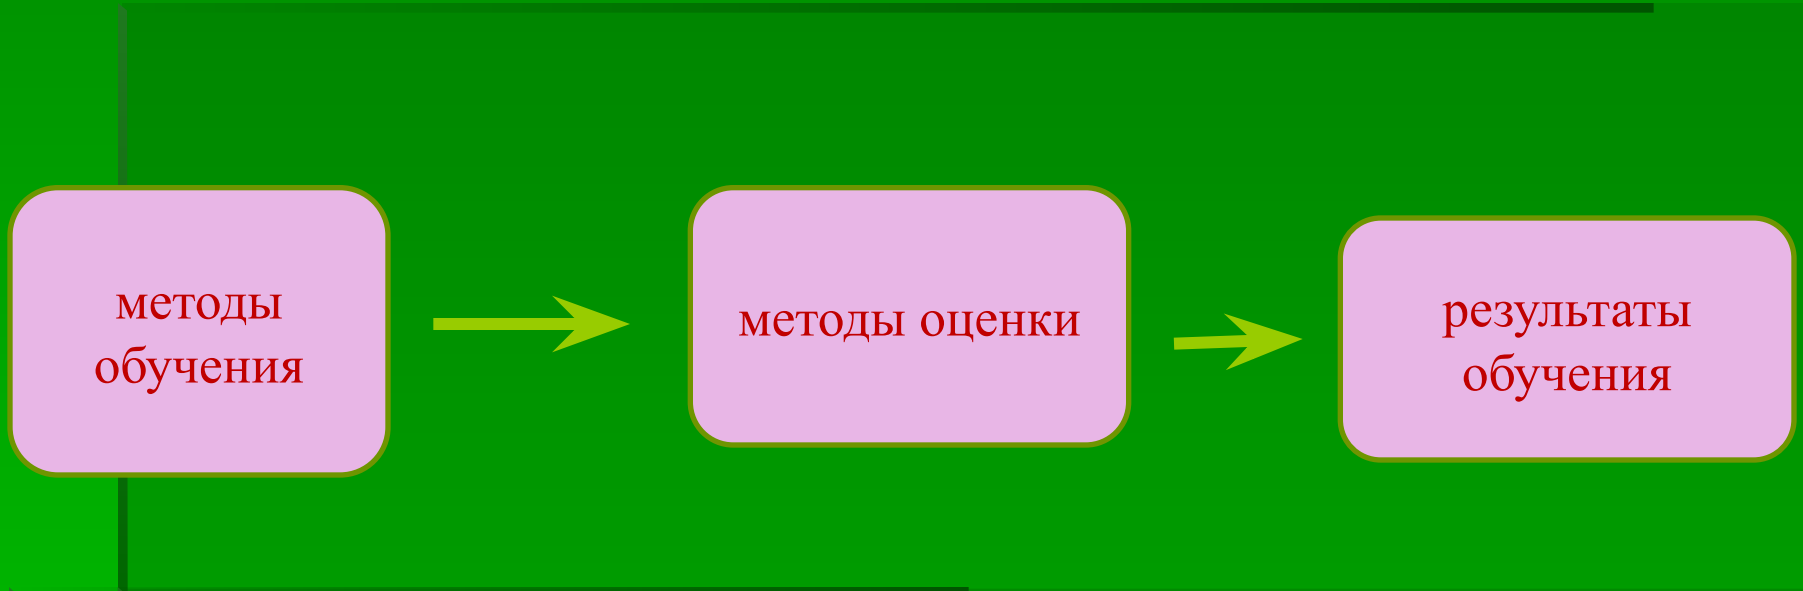 методы
обучения
методы оценки
результаты
обучения